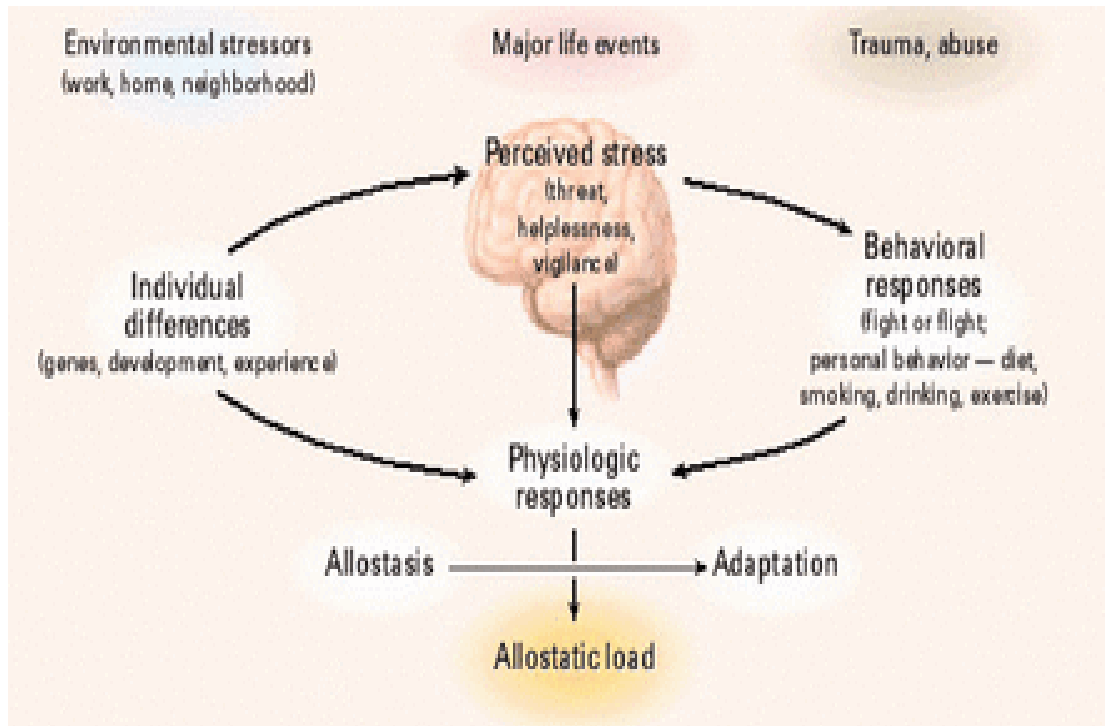 Environmental stressors
(work, home, neighborhood)
Major life events
Trauma, abuse
Perceived stress
(threat,
helplessness,
vigilance)
Individual
differences
(genes, development, experience)
Behavioral
responses
(fight or flight;
personal behavior — diet,
smoking, drinking, exercise)
Physiologic
responses
Allostasis
Adaptation
Allostatic load